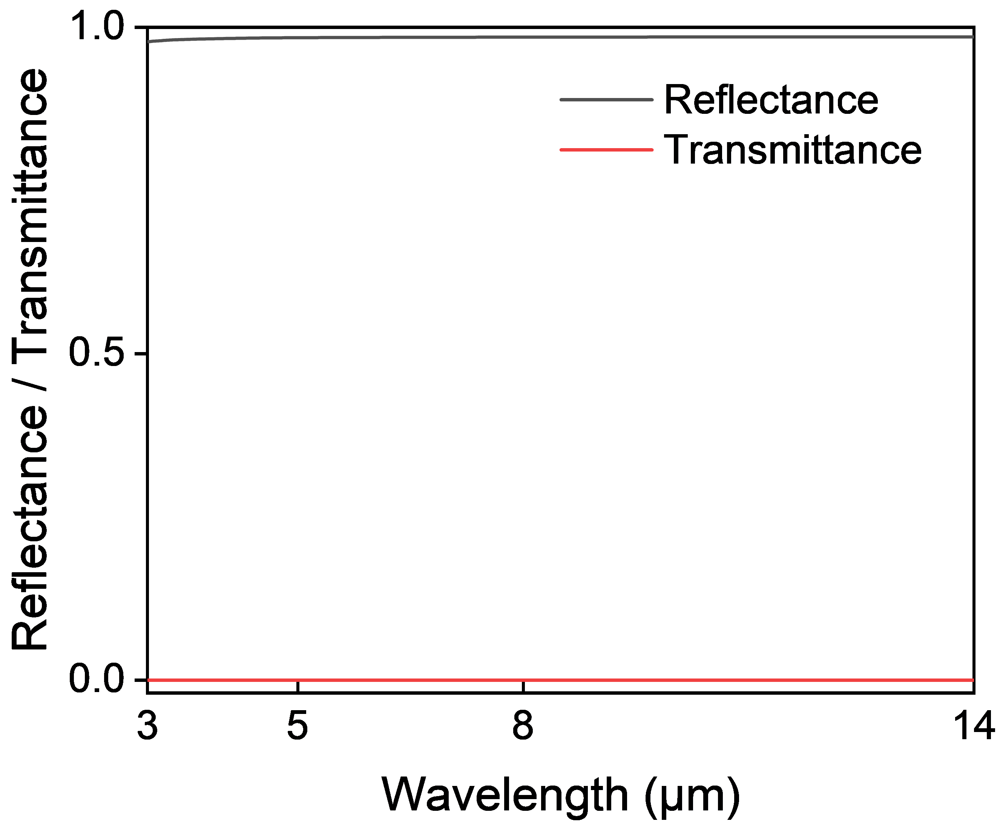 Reflectance / Transmittance
1.0
0.5
0.0
Reflectance
Transmittance
3
5
8
14
Wavelength (μm)